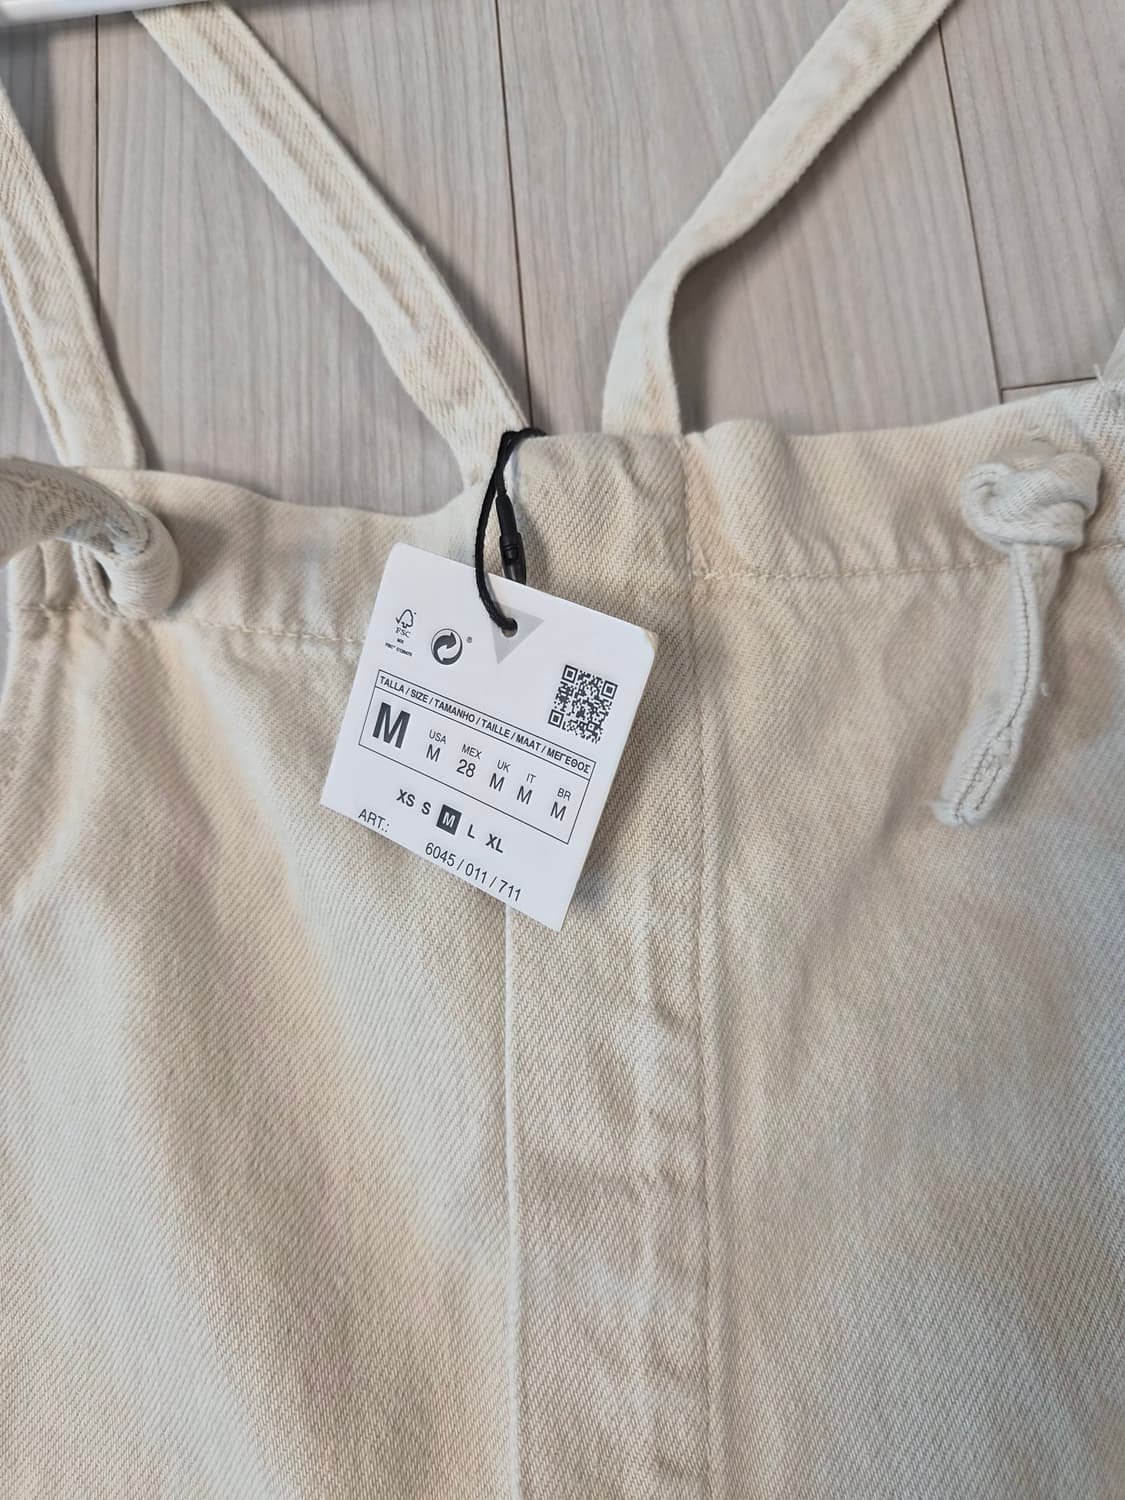 FSC
MIX
®
TALLA / SIZE / TAMANHO / TAILLE / MAAT / ΜΕΓΕΘΟΣ
M
USA
M
MEX
28
UK
M
IT
M
BR
M
XS S M L XL
ART.:
6045 / 011 / 711